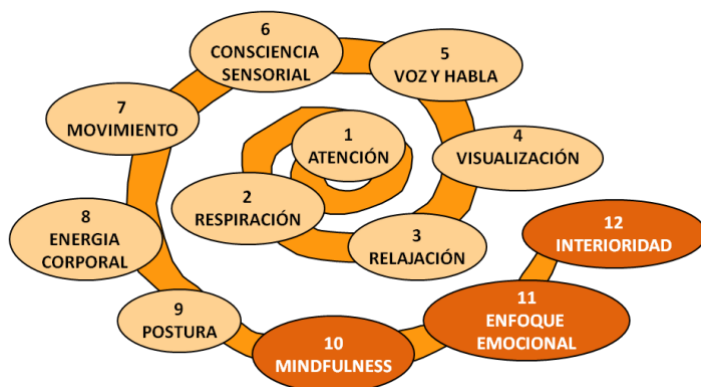 1
ATENCIÓN
2
RESPIRACIÓN
3
RELAJACIÓN
4
VISUALIZACIÓN
5
VOZ Y HABLA
6
CONSCIENCIA
SENSORIAL
7
MOVIMIENTO
8
ENERGIA
CORPORAL
9
POSTURA
10
MINDFULNESS
11
ENFOQUE
EMOCIONAL
12
INTERIORIDAD